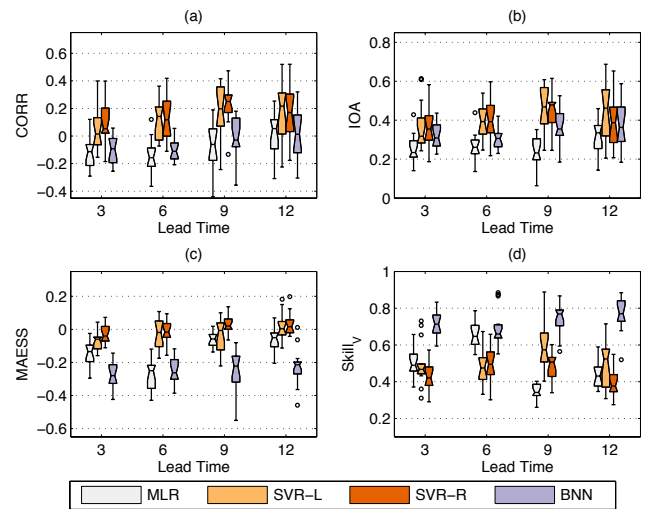 (a)
CORR
0.6
0.4
0.2
0
−0.2
−0.4
3 6 9 12
Lead Time
(b)
IOA
0.8
0.6
0.4
0.2
0
3 6 9 12
Lead Time
(c)
MAESS
0.2
0
−0.2
−0.4
−0.6
3 6 9 12
Lead Time
(d)
Skill_V
1
0.8
0.6
0.4
0.2
3 6 9 12
Lead Time
MLR SVR−L SVR−R BNN